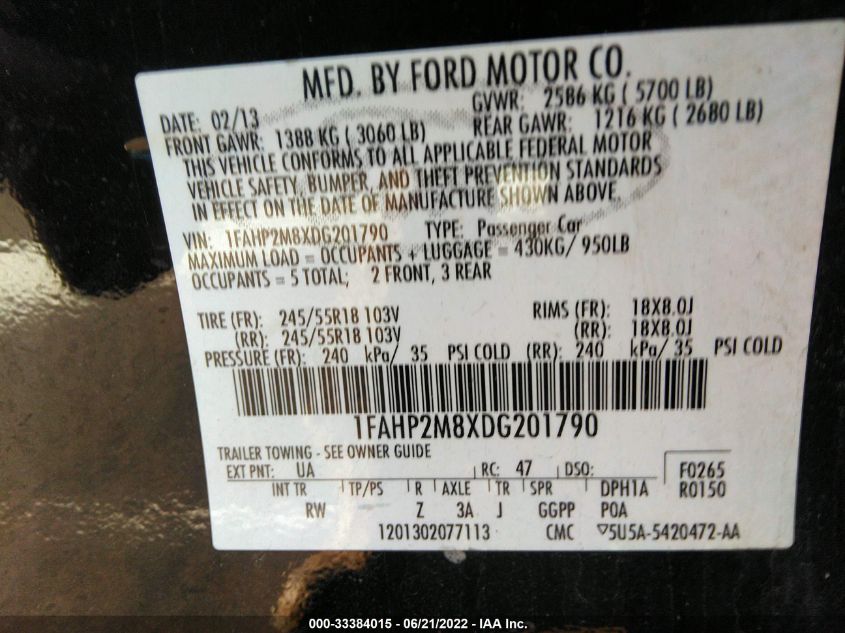 MFD. BY FORD MOTOR CO.
DATE: 02/13 GVWR: 2586 KG ( 5700 LB)
FRONT GAWR: 1388 KG ( 3060 LB) REAR GAWR: 1216 KG ( 2680 LB)
THIS VEHICLE CONFORMS TO ALL APPLICABLE FEDERAL MOTOR
VEHICLE SAFETY, BUMPER, AND THEFT PREVENTION STANDARDS
IN EFFECT ON THE DATE OF MANUFACTURE SHOWN ABOVE.
VIN: 1FAHP2M8XDG201790 TYPE: Passenger Car
MAXIMUM LOAD = OCCUPANTS + LUGGAGE = 430KG/ 950LB
OCCUPANTS = 5 TOTAL; 2 FRONT, 3 REAR
TIRE (FR): 245/55R18 103V RIMS (FR): 18X8.0J
(RR): 245/55R18 103V (RR): 18X8.0J
PRESSURE (FR): 240 kPa/ 35 PSI COLD (RR): 240 kPa/ 35 PSI COLD
1FAHP2M8XDG201790
TRAILER TOWING - SEE OWNER GUIDE
EXT PNT: UA RC: 47 DSO: F0265
INT TR TP/PS R AXLE TR SPR DPH1A R0150
RW Z 3A J GGPP POA
1201302077113 CMC ▽5U5A-5420472-AA
000-33384015 - 06/21/2022 - IAA Inc.